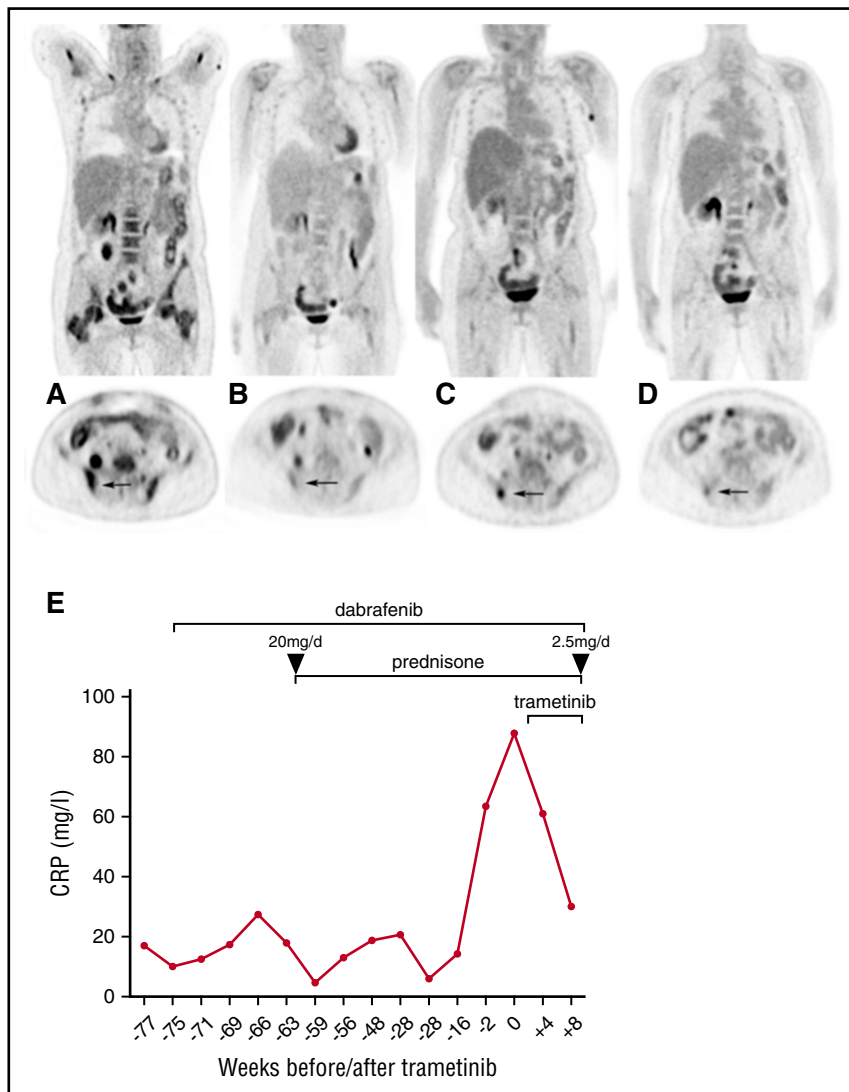 A
B
C
D
E
dabrafenib
20mg/d
2.5mg/d
prednisone
trametinib
100
80
60
40
20
0
CRP (mg/l)
-77
-75
-71
-69
-66
-63
-59
-56
-48
-28
-28
-16
-2
0
+4
+8
Weeks before/after trametinib